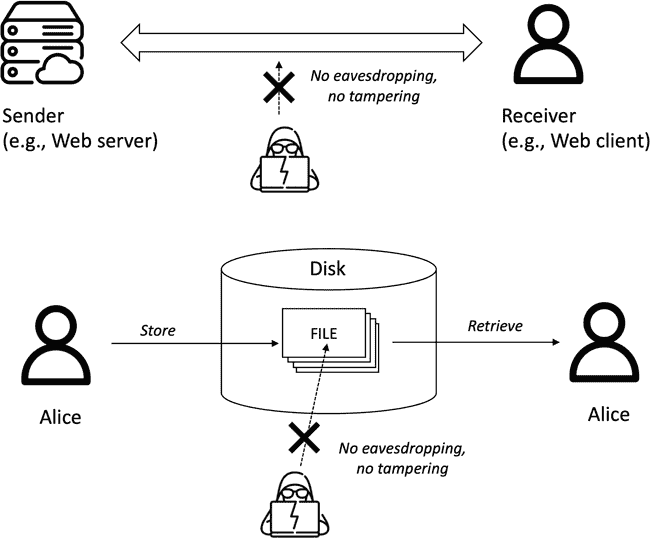 No eavesdropping,
no tampering
Sender
(e.g., Web server)
Receiver
(e.g., Web client)
Disk
Store
FILE
Retrieve
Alice
Alice
No eavesdropping,
no tampering